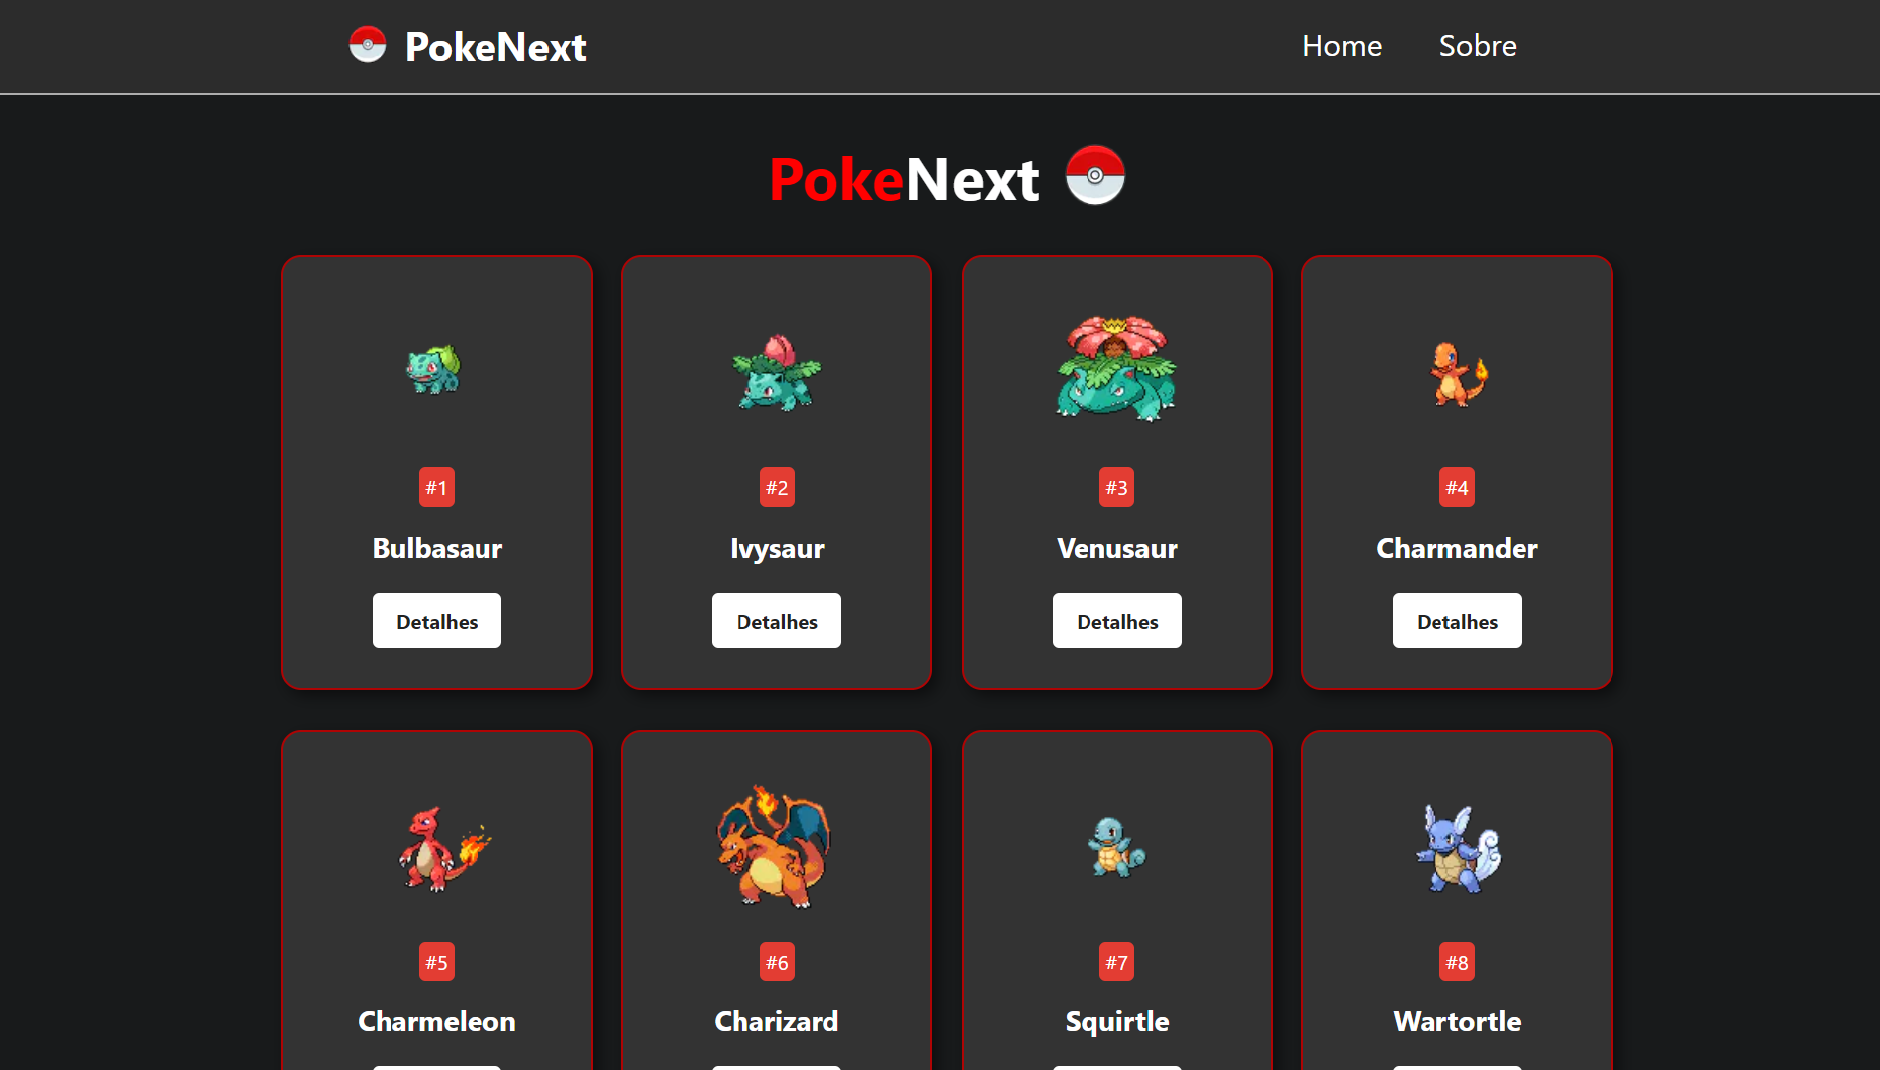 PokeNext
Home Sobre
PokeNext
#1 #2 #3 #4
Bulbasaur Ivysaur Venusaur Charmander
Detalhes Detalhes Detalhes Detalhes
#5 #6 #7 #8
Charmeleon Charizard Squirtle Wartortle